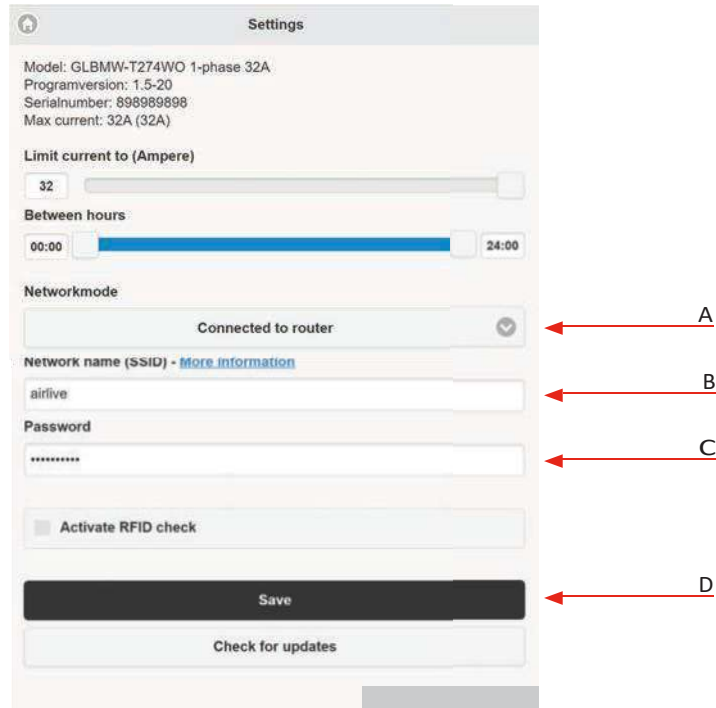 Settings
Model: GLBMW-T274WO 1-phase 32A
Programversion: 1.5-20
Serialnumber: 898989898
Max current: 32A (32A)
Limit current to (Ampere)
32
Between hours
00:00 24:00
Networkmode
Connected to router
A
Network name (SSID) - More information
airlive
B
Password
••••••••••
C
Activate RFID check
Save
D
Check for updates